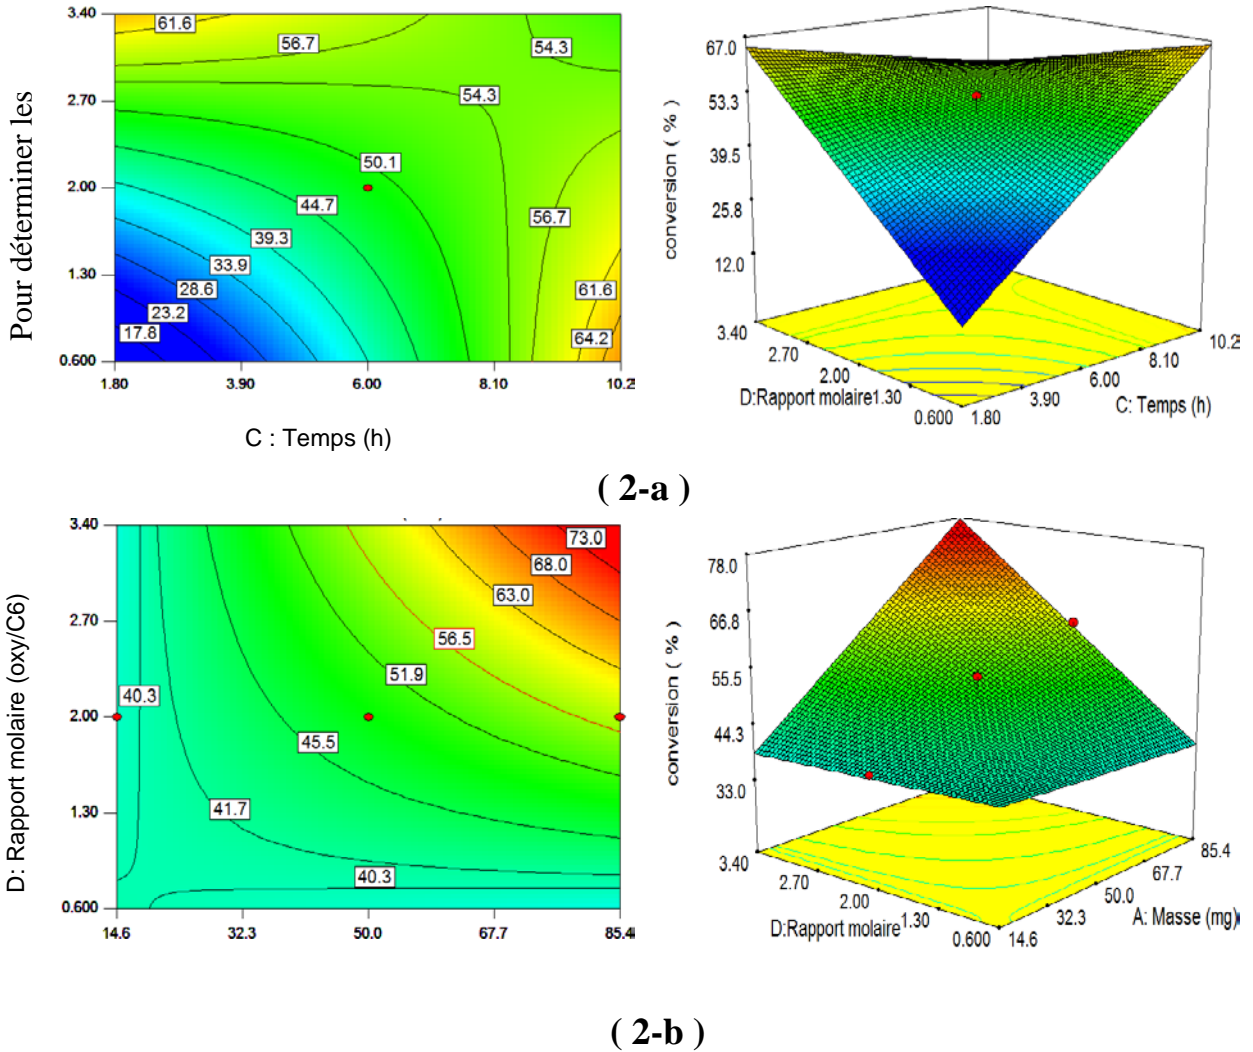 Pour déterminer les
3.40
2.70
2.00
1.30
0.600
61.6
56.7
54.3
54.3
50.1
44.7
39.3
33.9
28.6
23.2
17.8
56.7
61.6
64.2
1.80 3.90 6.00 8.10 10.2
C : Temps (h)
conversion ( % )
67.0
53.3
39.5
25.8
12.0
3.40 2.70 2.00 1.30 0.600
D:Rapport molaire
1.80 3.90 6.00 8.10 10.2
C: Temps (h)
( 2-a )
D: Rapport molaire (oxy/C6)
3.40
2.70
2.00
1.30
0.600
73.0
68.0
63.0
56.5
51.9
40.3
45.5
41.7
40.3
14.6 32.3 50.0 67.7 85.4
conversion ( % )
78.0
66.8
55.5
44.3
33.0
3.40 2.70 2.00 1.30 0.600
D:Rapport molaire
14.6 32.3 50.0 67.7 85.4
A: Masse (mg)
( 2-b )